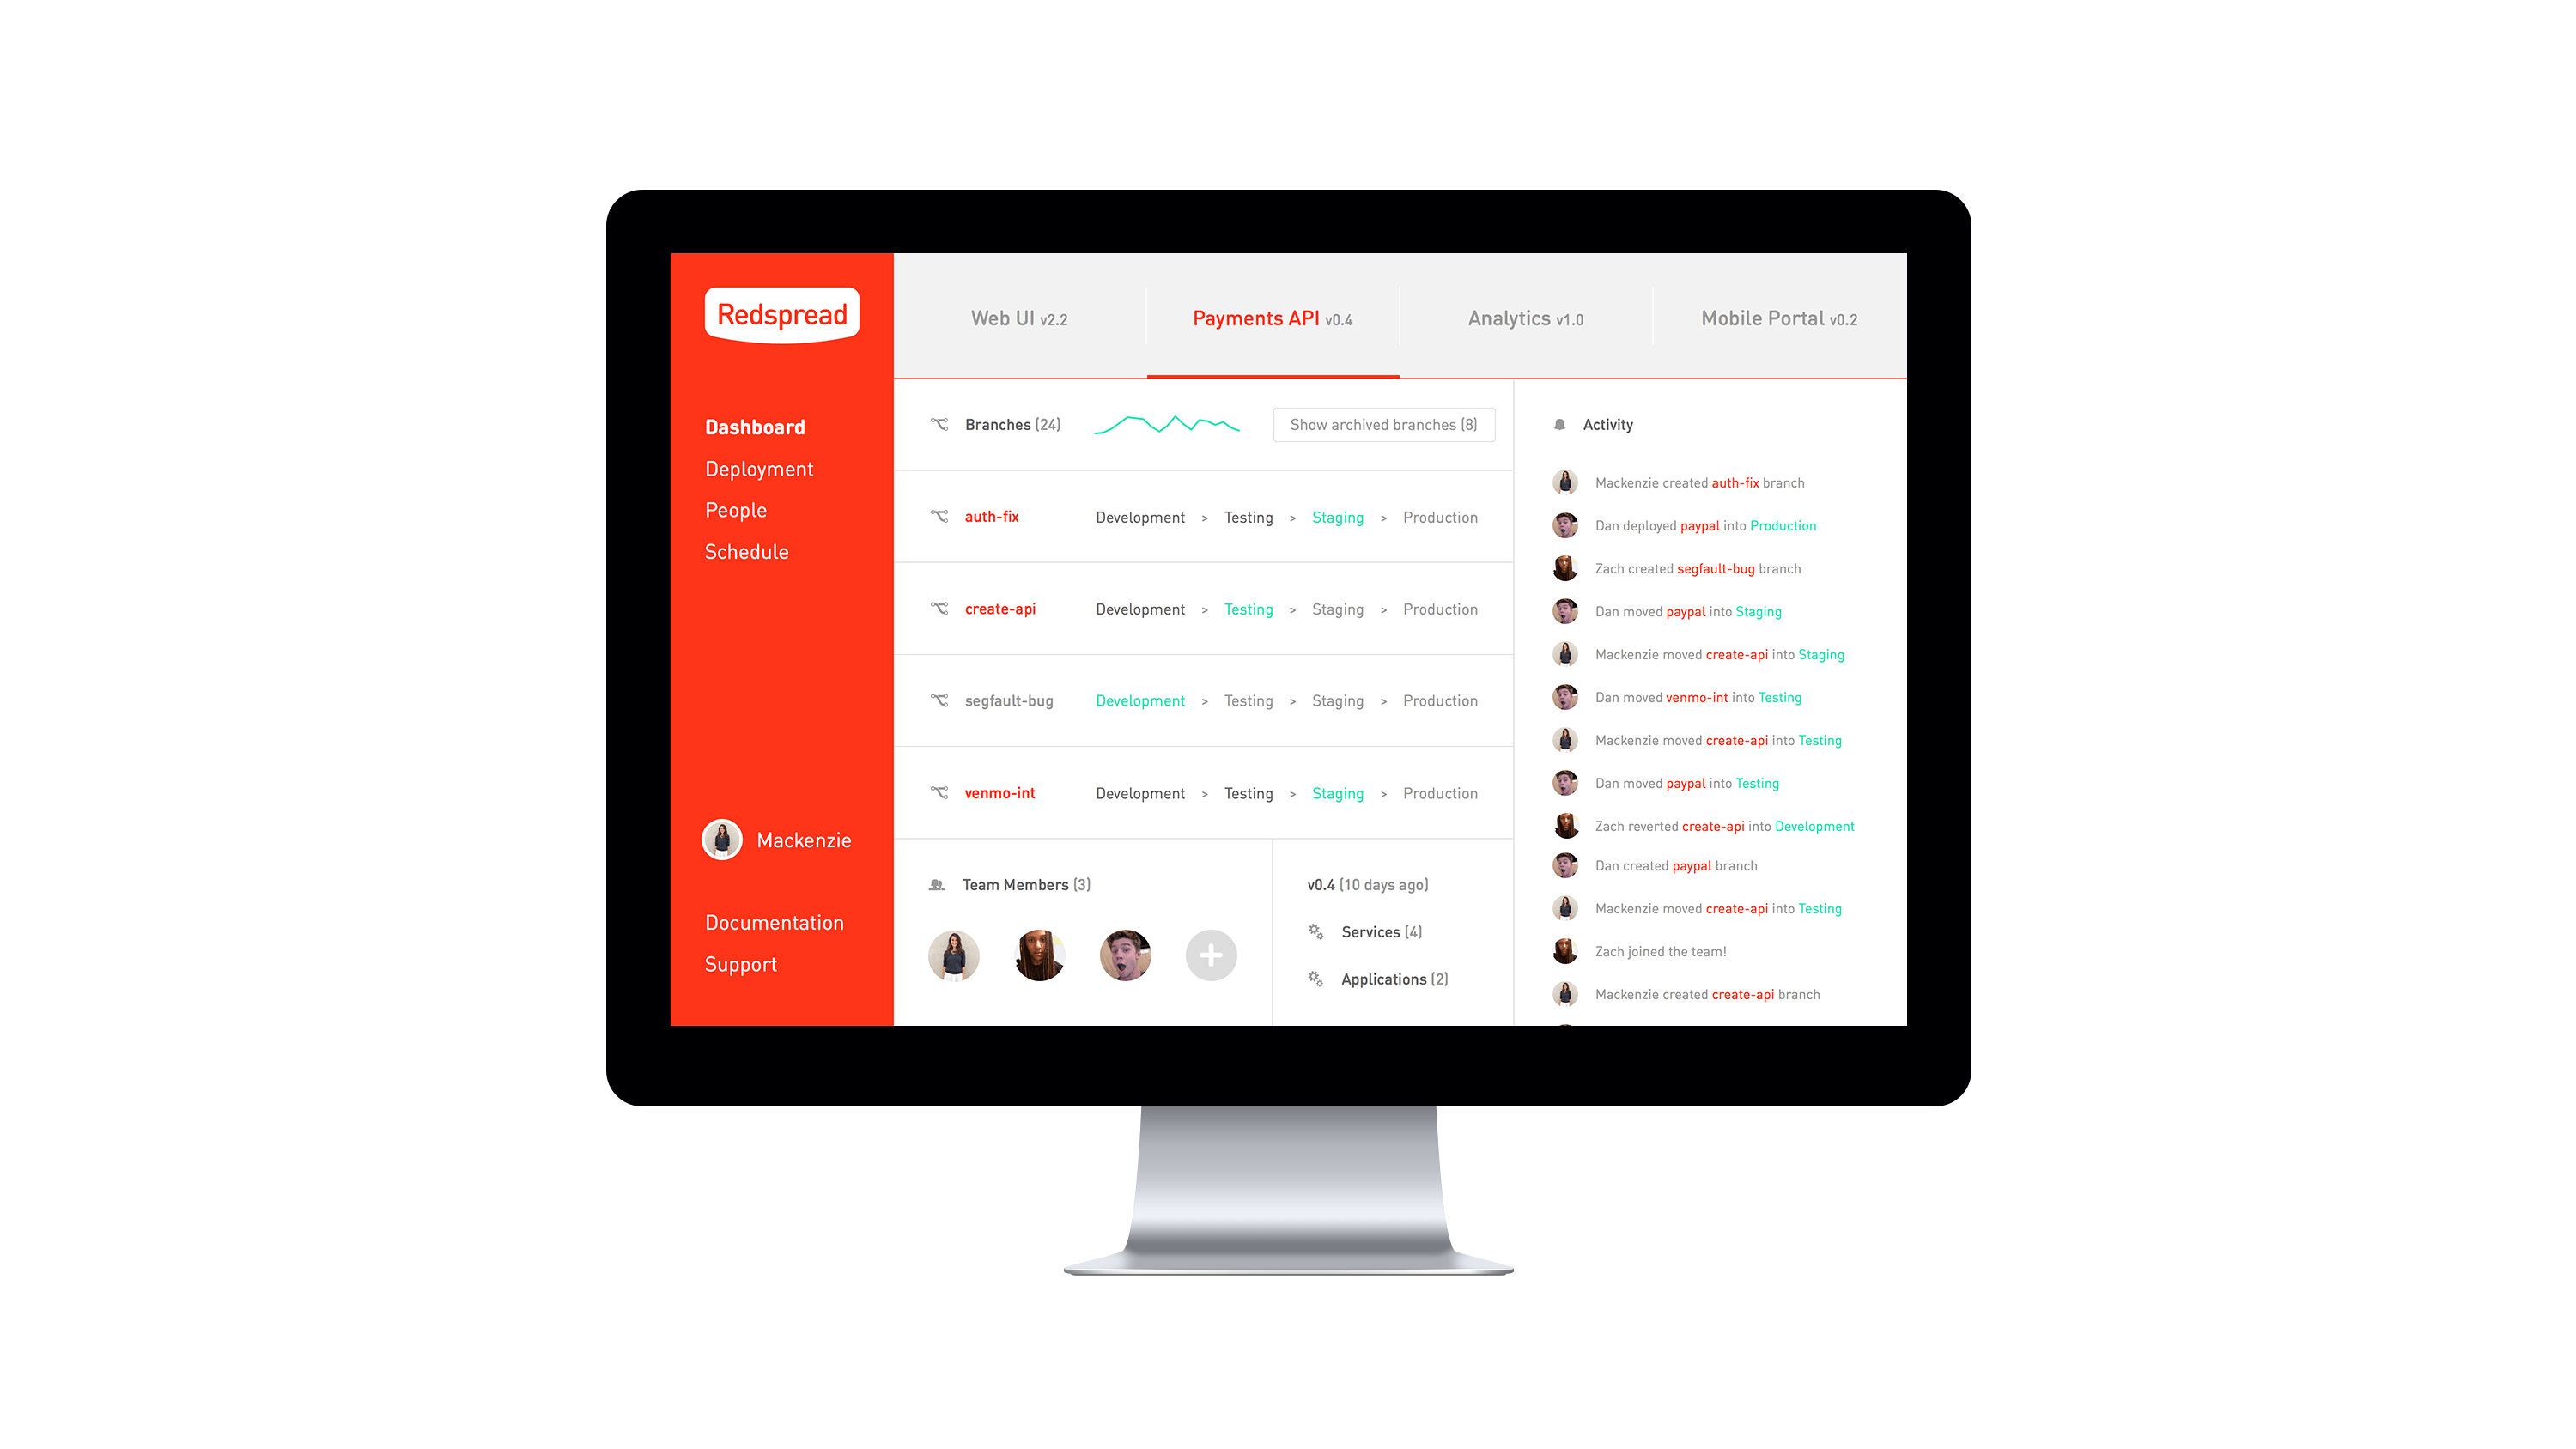 Redspread
Dashboard
Deployment
People
Schedule
Mackenzie
Documentation
Support
Web UI v2.2
Payments API v0.4
Analytics v1.0
Mobile Portal v0.2
Branches (24)
Show archived branches (8)
auth-fix Development > Testing > Staging > Production
create-api Development > Testing > Staging > Production
segfault-bug Development > Testing > Staging > Production
venmo-int Development > Testing > Staging > Production
Team Members (3)
v0.4 (10 days ago)
Services (4)
Applications (2)
Activity
Mackenzie created auth-fix branch
Dan deployed paypal into Production
Zach created segfault-bug branch
Dan moved paypal into Staging
Mackenzie moved create-api into Staging
Dan moved venmo-int into Testing
Mackenzie moved create-api into Testing
Dan moved paypal into Testing
Zach reverted create-api into Development
Dan created paypal branch
Mackenzie moved create-api into Testing
Zach joined the team!
Mackenzie created create-api branch